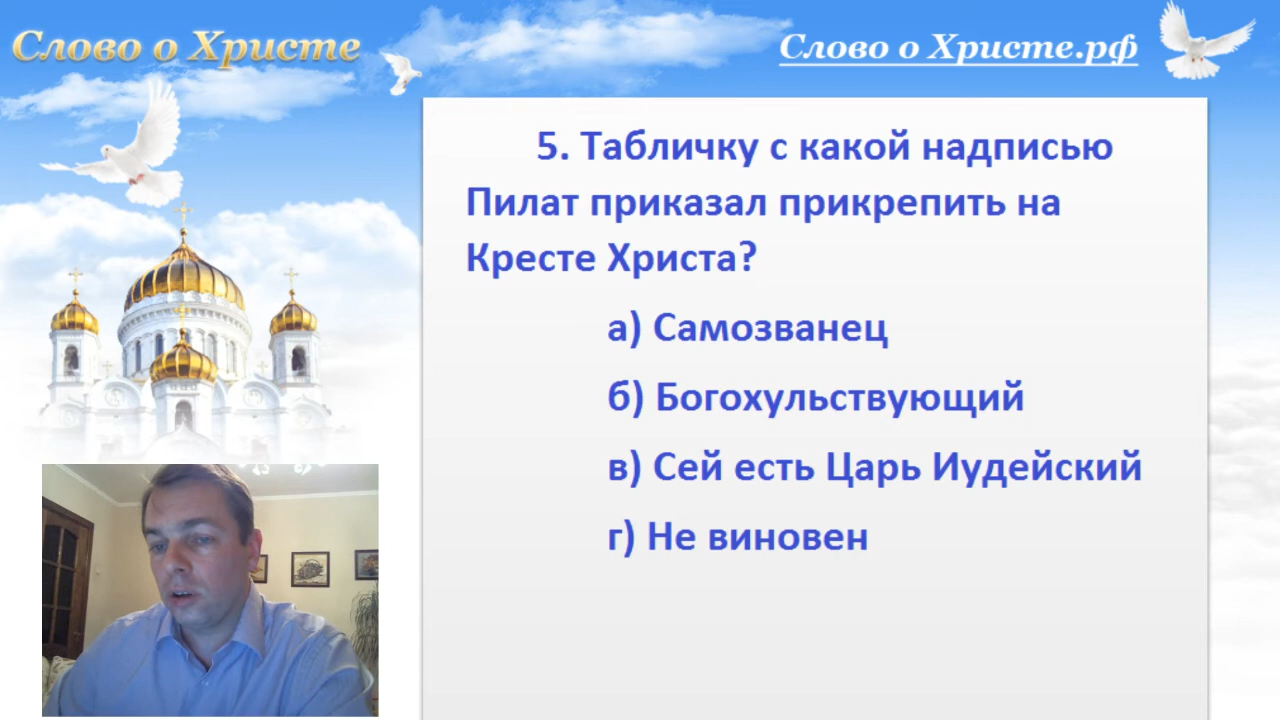 Слово о Христе
Слово о Христе.рф
5. Табличку с какой надписью
Пилат приказал прикрепить на
Кресте Христа?
а) Самозванец
б) Богохульствующий
в) Сей есть Царь Иудейский
г) Не виновен